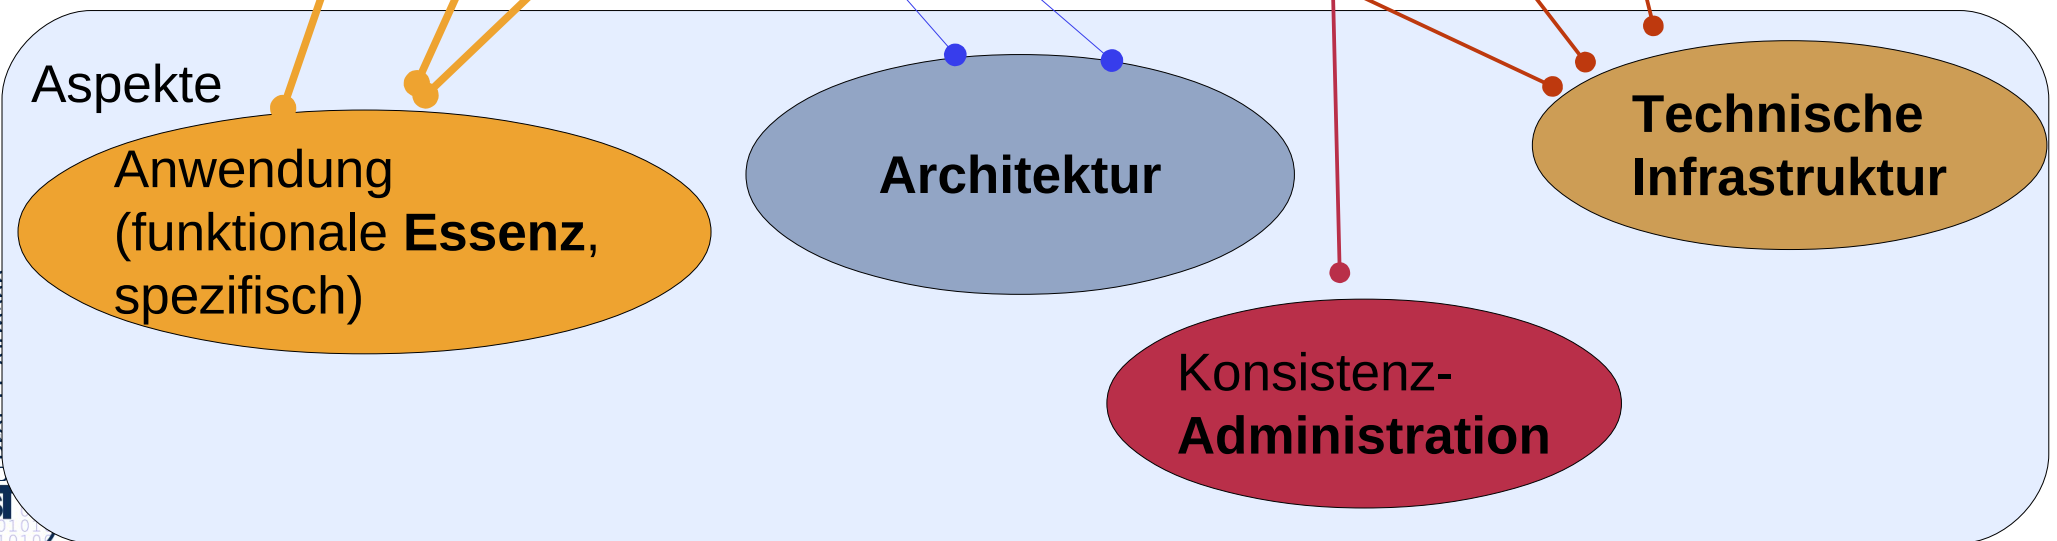 Aspekte
Anwendung
(funktionale Essenz,
spezifisch)
Architektur
Technische
Infrastruktur
Konsistenz-
Administration